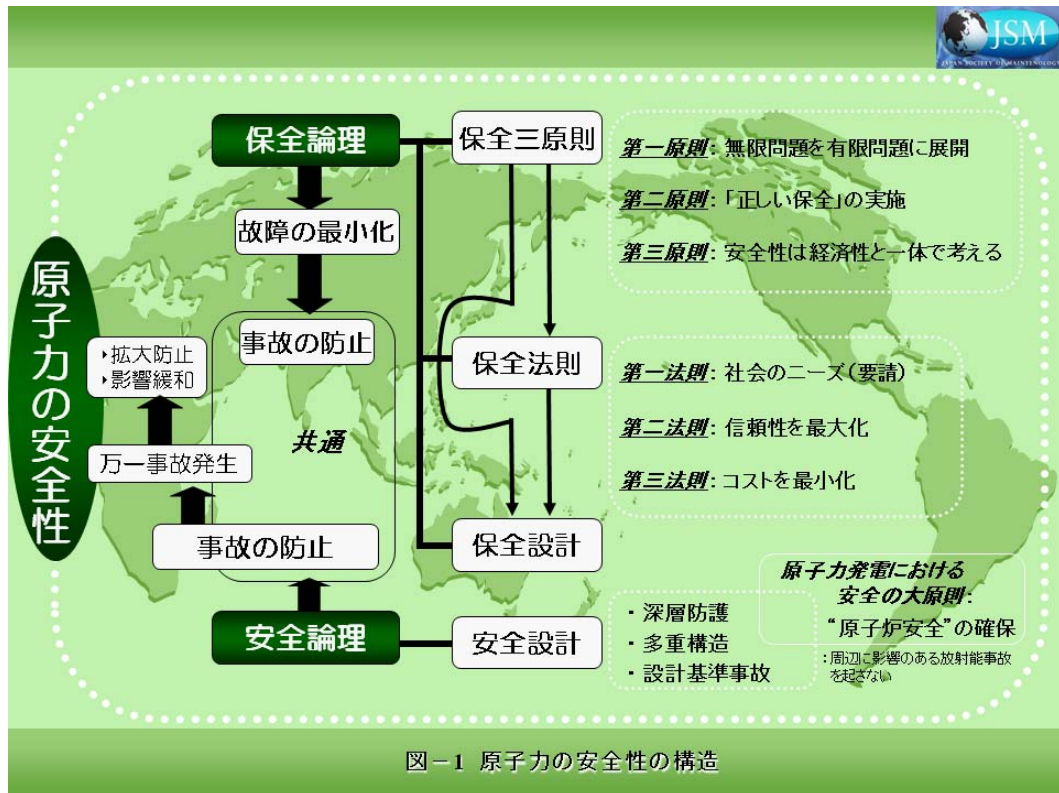 JSM
JAPAN SOCIETY OF MAINTENOLOGY
原子力の安全性
保全論理
故障の最小化
事故の防止
▸拡大防止
▸影響緩和
共通
万一事故発生
事故の防止
安全論理
保全三原則
保全法則
保全設計
安全設計
第一原則: 無限問題を有限問題に展開
第二原則: 「正しい保全」の実施
第三原則: 安全性は経済性と一体で考える
第一法則: 社会のニーズ(要請)
第二法則: 信頼性を最大化
第三法則: コストを最小化
・深層防護
・多重構造
・設計基準事故
原子力発電における
安全の大原則:
“原子炉安全”の確保
:周辺に影響のある放射能事故
を起さない
図－1 原子力の安全性の構造